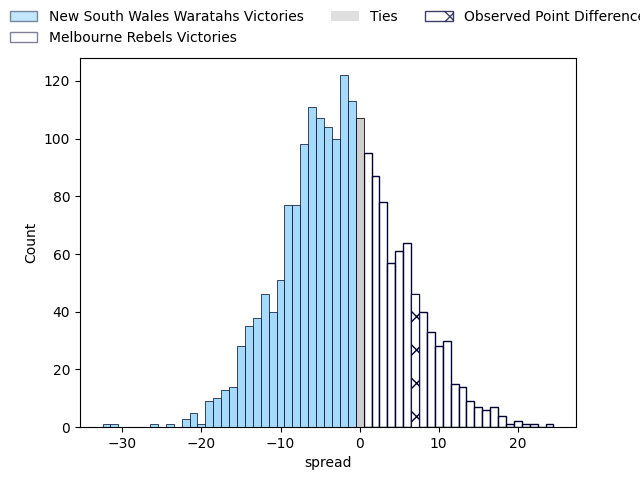 New South Wales Waratahs Victories
Ties
Observed Point Difference
Melbourne Rebels Victories
120
100
80
60
40
20
0
Count
−30
−20
−10
0
10
20
spread